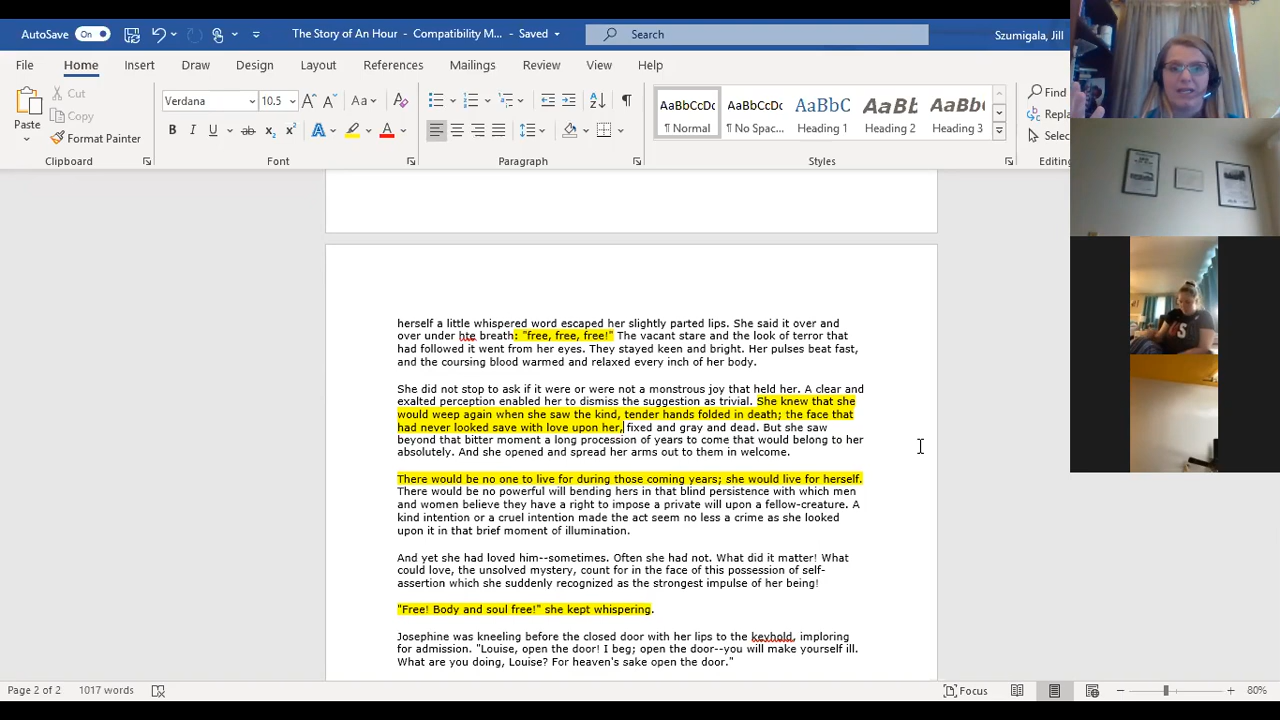 AutoSave On The Story of An Hour - Compatibility M... - Saved Search Szumigala, Jill
File Home Insert Draw Design Layout References Mailings Review View Help
Paste Cut Copy Format Painter
Verdana 10.5
AaBbCcDc AaBbCcDc AaBbC AaBb AaBbC
¶ Normal ¶ No Spac... Heading 1 Heading 2 Heading 3
Find
Repla
Selec
Clipboard Font Paragraph Styles Editing
herself a little whispered word escaped her slightly parted lips. She said it over and
over under hte breath: "free, free, free!" The vacant stare and the look of terror that
had followed it went from her eyes. They stayed keen and bright. Her pulses beat fast,
and the coursing blood warmed and relaxed every inch of her body.
She did not stop to ask if it were or were not a monstrous joy that held her. A clear and
exalted perception enabled her to dismiss the suggestion as trivial. She knew that she
would weep again when she saw the kind, tender hands folded in death; the face that
had never looked save with love upon her, fixed and gray and dead. But she saw
beyond that bitter moment a long procession of years to come that would belong to her
absolutely. And she opened and spread her arms out to them in welcome.
There would be no one to live for during those coming years; she would live for herself.
There would be no powerful will bending hers in that blind persistence with which men
and women believe they have a right to impose a private will upon a fellow-creature. A
kind intention or a cruel intention made the act seem no less a crime as she looked
upon it in that brief moment of illumination.
And yet she had loved him--sometimes. Often she had not. What did it matter! What
could love, the unsolved mystery, count for in the face of this possession of self-
assertion which she suddenly recognized as the strongest impulse of her being!
"Free! Body and soul free!" she kept whispering.
Josephine was kneeling before the closed door with her lips to the keyhold, imploring
for admission. "Louise, open the door! I beg; open the door--you will make yourself ill.
What are you doing, Louise? For heaven's sake open the door."
Page 2 of 2 1017 words Focus 80%